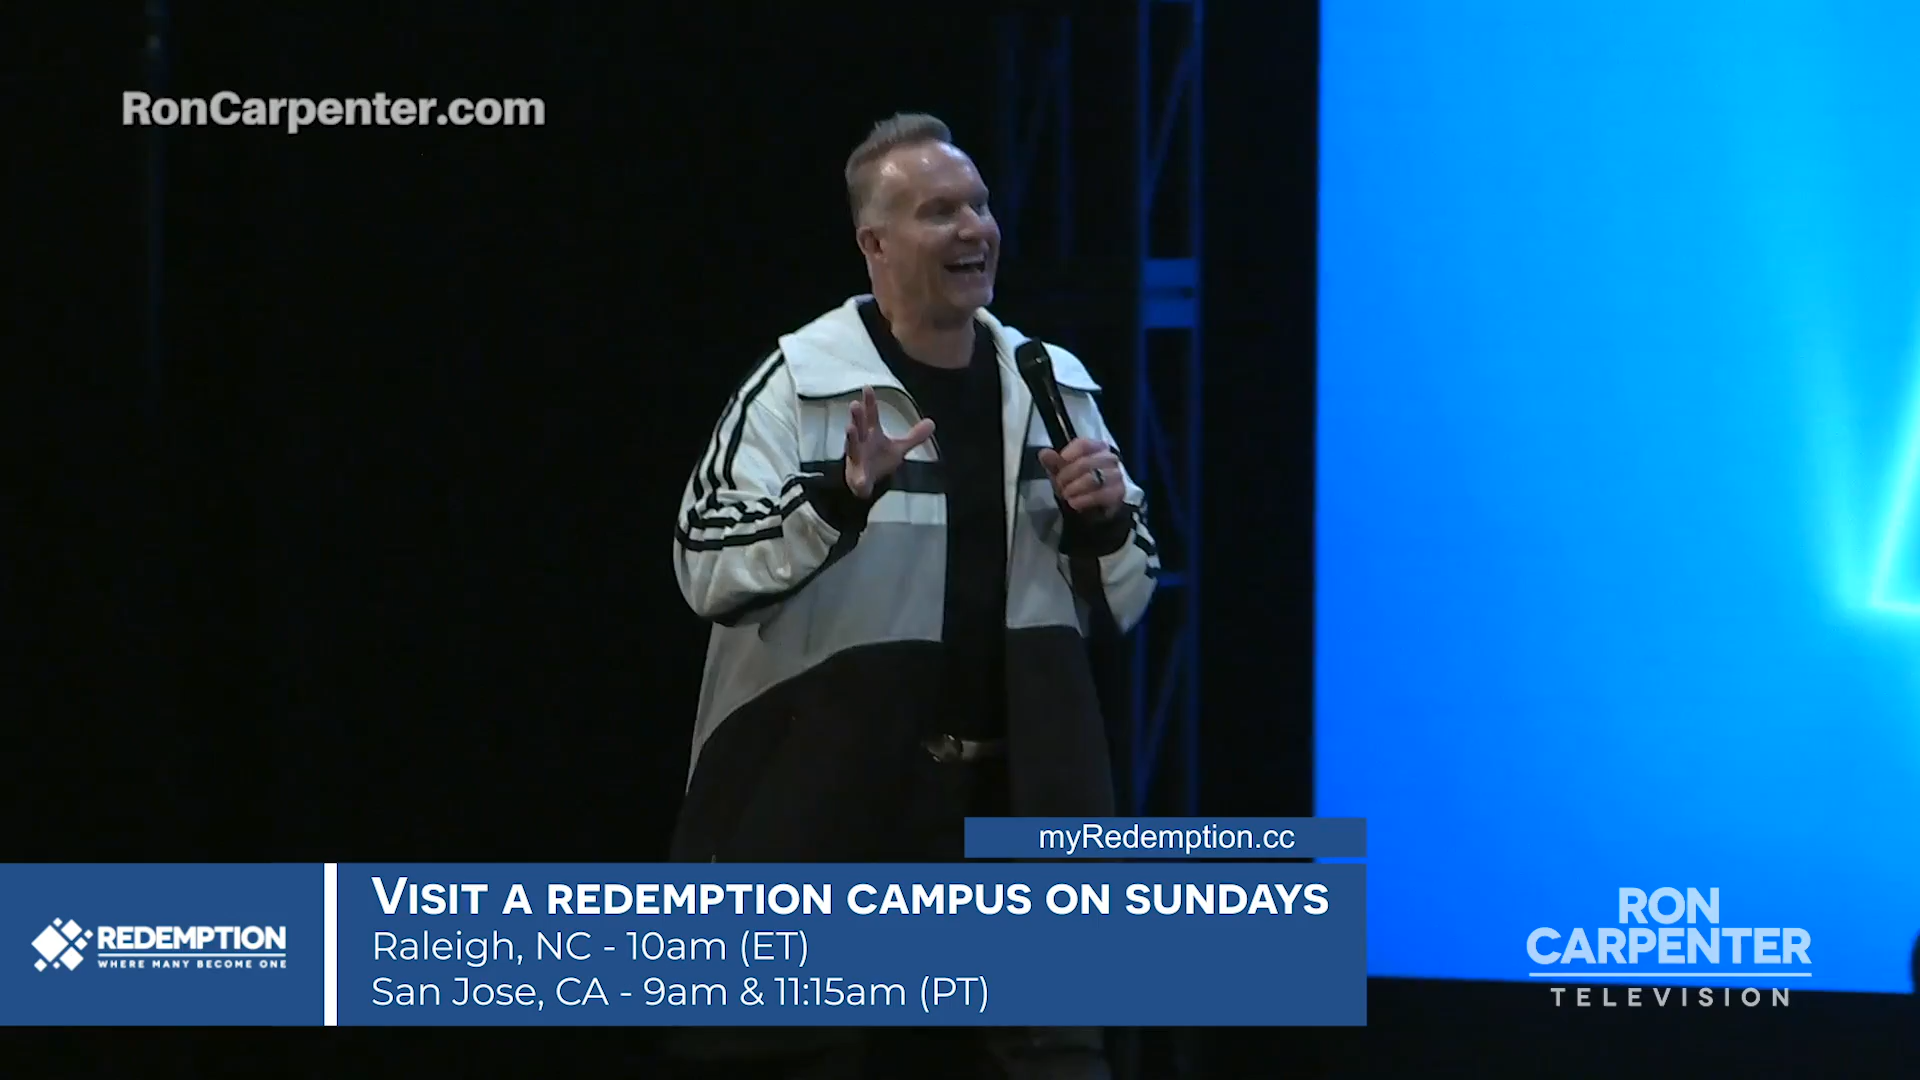 RonCarpenter.com
myRedemption.cc
VISIT A REDEMPTION CAMPUS ON SUNDAYS
Raleigh, NC - 10am (ET)
San Jose, CA - 9am & 11:15am (PT)
REDEMPTION
WHERE MANY BECOME ONE
RON
CARPENTER
TELEVISION